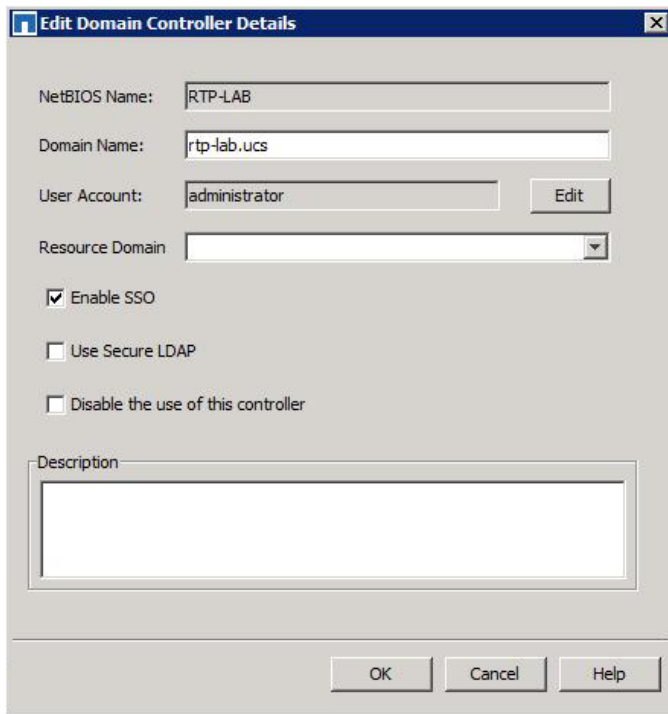 Edit Domain Controller Details
NetBIOS Name: RTP-LAB
Domain Name: rtp-lab.ucs
User Account: administrator Edit
Resource Domain
Enable SSO
Use Secure LDAP
Disable the use of this controller
Description
OK Cancel Help